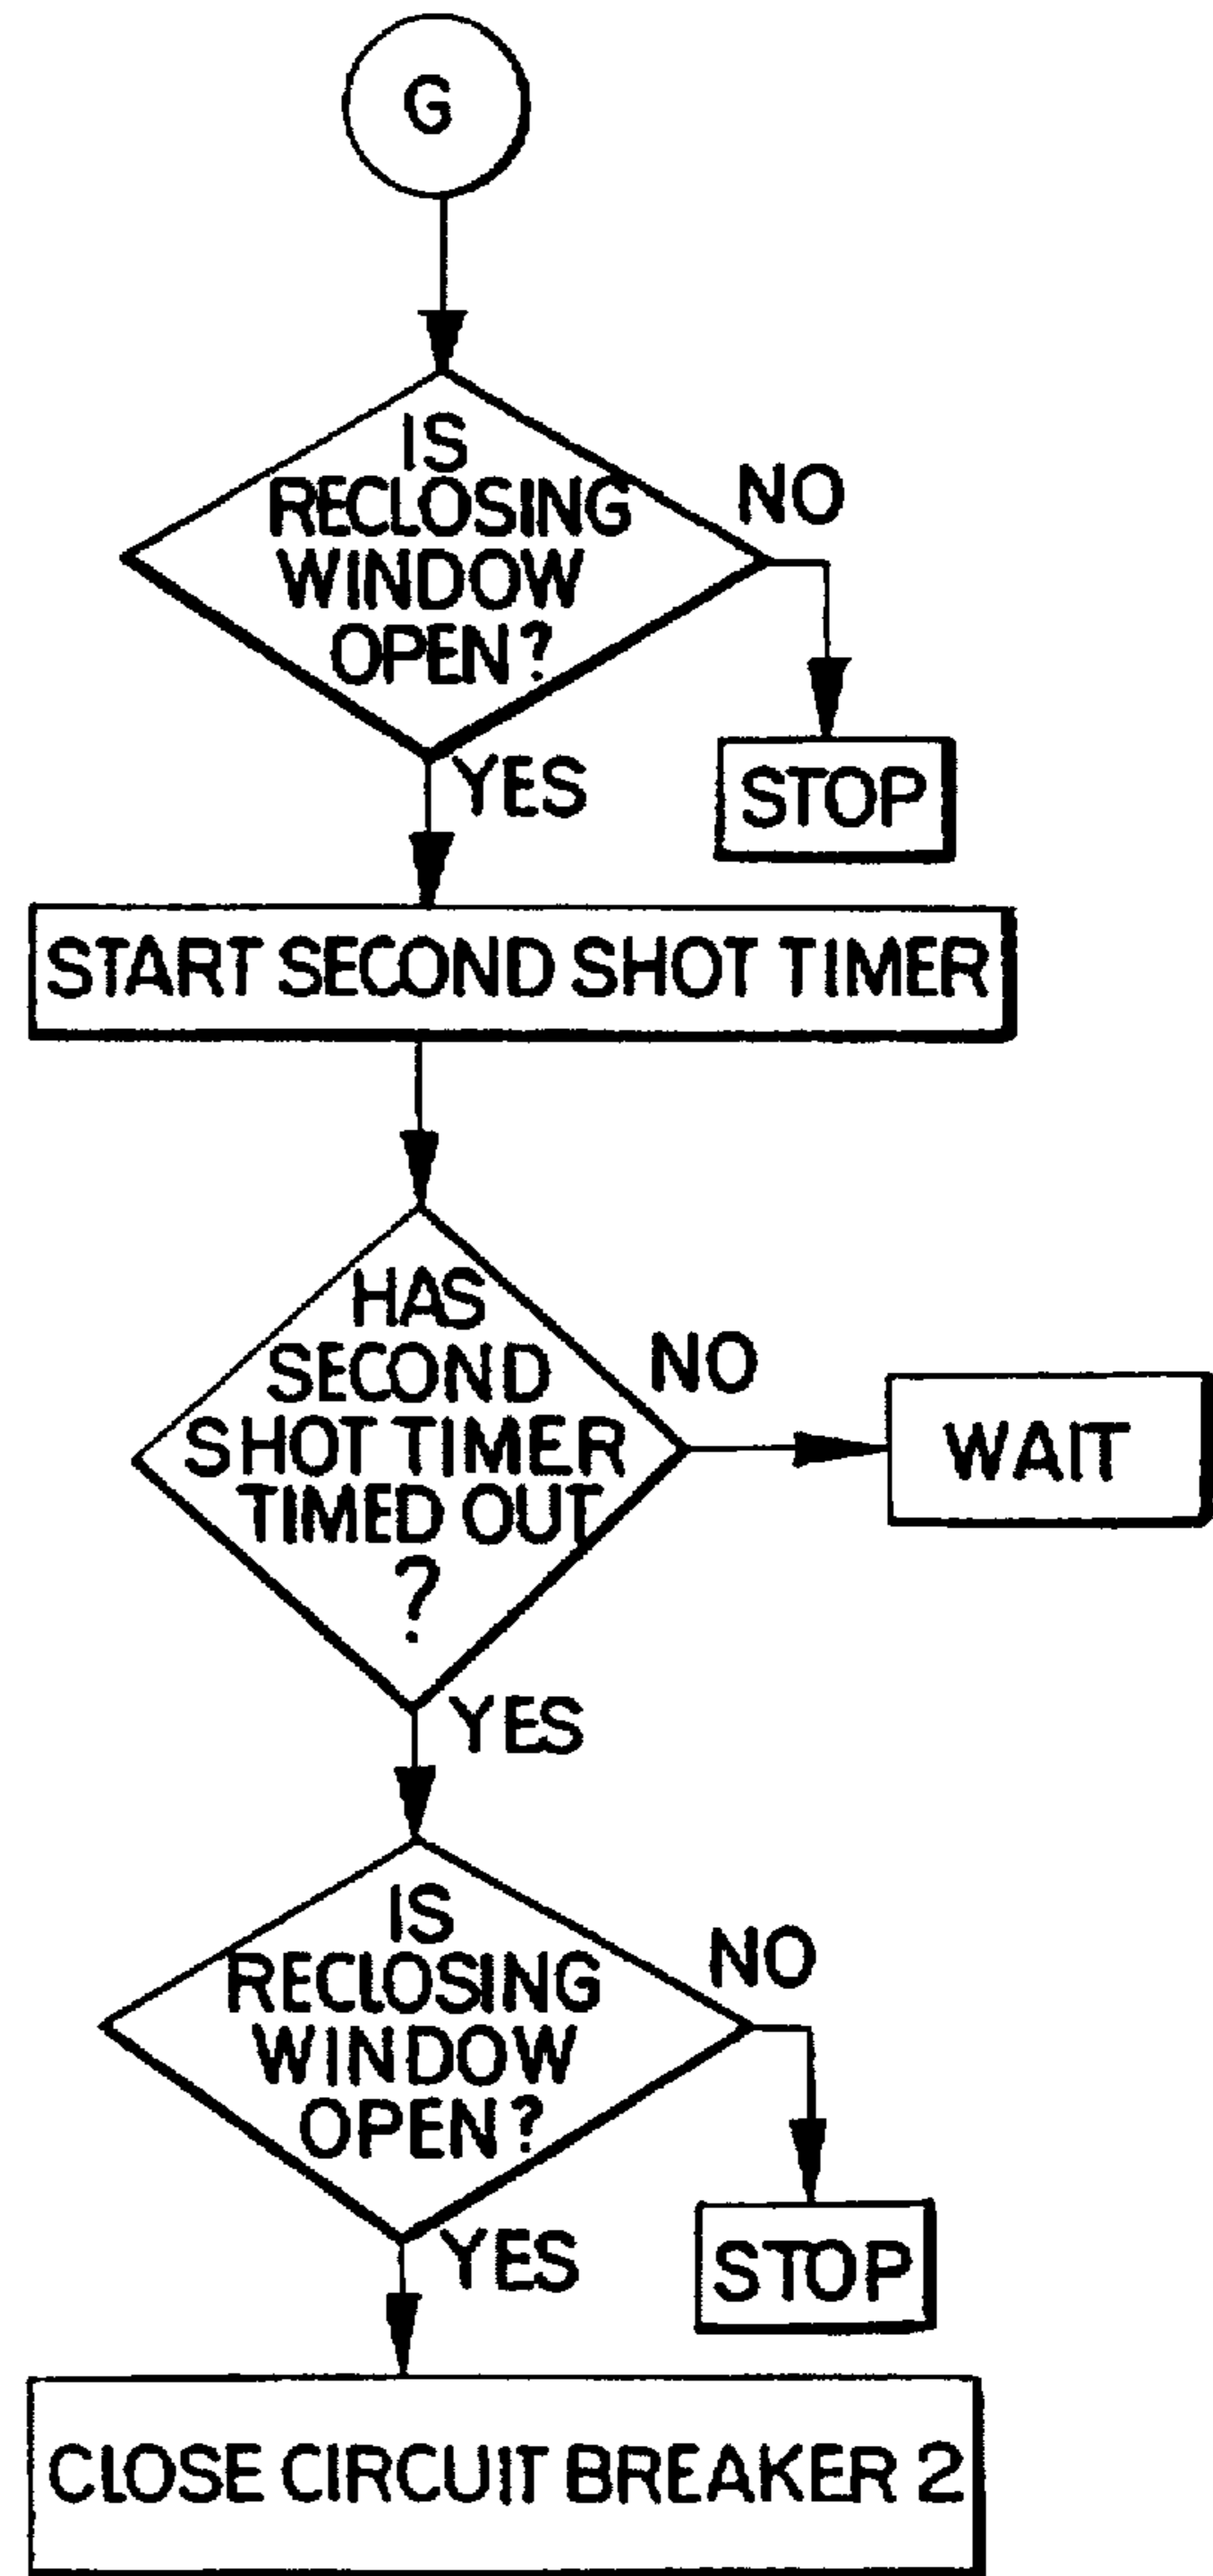 G
IS
RECLOSING
WINDOW
OPEN?
NO
YES
STOP
START SECOND SHOT TIMER
HAS
SECOND
SHOT TIMER
TIMED OUT
?
NO
WAIT
YES
IS
RECLOSING
WINDOW
OPEN?
NO
YES
STOP
CLOSE CIRCUIT BREAKER 2